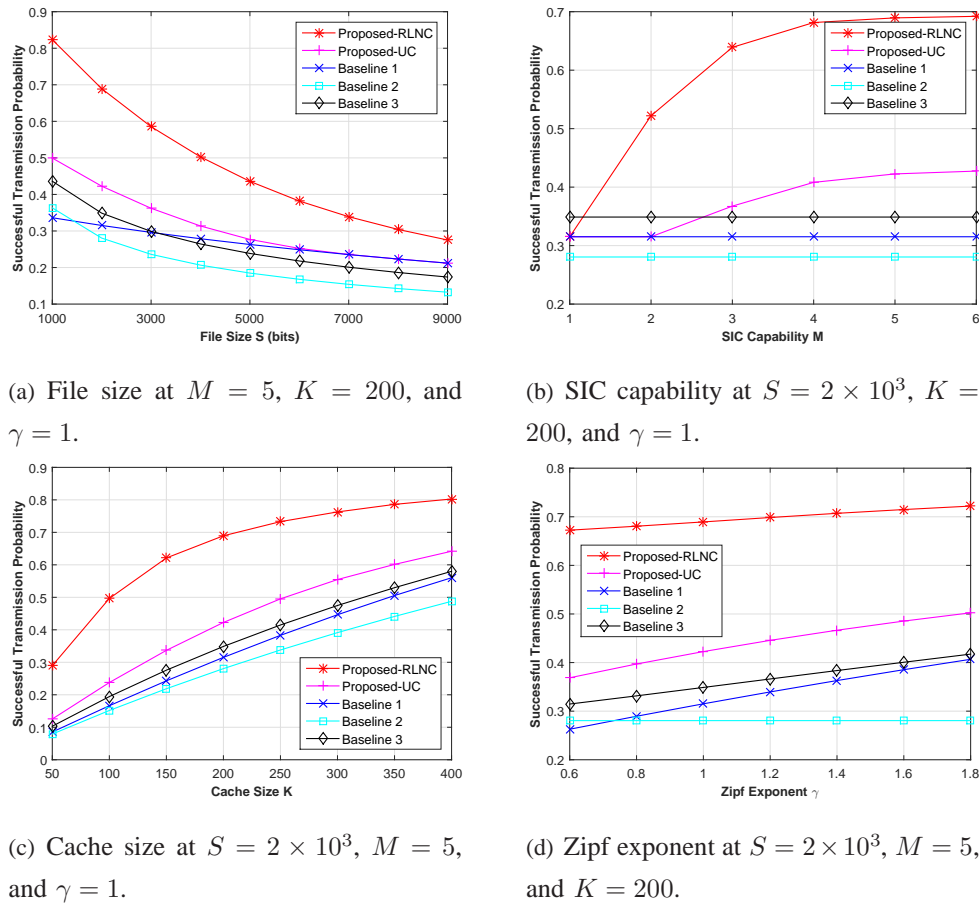 0.9
0.8
0.7
0.6
0.5
0.4
0.3
0.2
0.1
1000 3000 5000 7000 9000
Successful Transmission Probability
File Size S (bits)
Proposed-RLNC
Proposed-UC
Baseline 1
Baseline 2
Baseline 3
(a) File size at M = 5, K = 200, and
γ = 1.
0.7
0.6
0.5
0.4
0.3
0.2
1 2 3 4 5 6
Successful Transmission Probability
SIC Capability M
Proposed-RLNC
Proposed-UC
Baseline 1
Baseline 2
Baseline 3
(b) SIC capability at S = 2 × 10³, K =
200, and γ = 1.
0.9
0.8
0.7
0.6
0.5
0.4
0.3
0.2
0.1
0
50 100 150 200 250 300 350 400
Successful Transmission Probability
Cache Size K
Proposed-RLNC
Proposed-UC
Baseline 1
Baseline 2
Baseline 3
(c) Cache size at S = 2 × 10³, M = 5,
and γ = 1.
0.8
0.7
0.6
0.5
0.4
0.3
0.2
0.6 0.8 1 1.2 1.4 1.6 1.8
Successful Transmission Probability
Zipf Exponent γ
Proposed-RLNC
Proposed-UC
Baseline 1
Baseline 2
Baseline 3
(d) Zipf exponent at S = 2×10³, M = 5,
and K = 200.